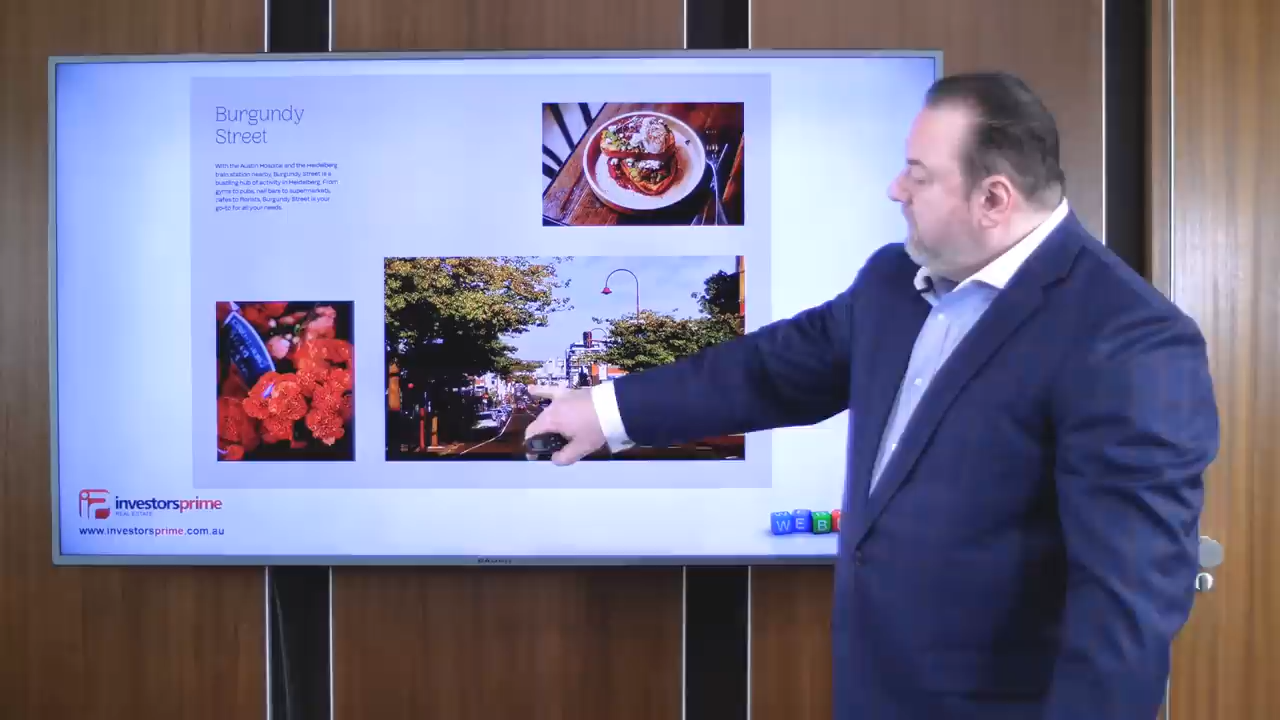 Burgundy
Street
With the Austin Hospital and the Heidelberg
train station nearby, Burgundy Street is a
bustling hub of activity in Heidelberg. From
gyms to pubs, nail bars to supermarkets,
cafes to florists, Burgundy Street is your
go-to for all your needs.
investorsprime
REAL ESTATE
www.investorsprime.com.au
WEB